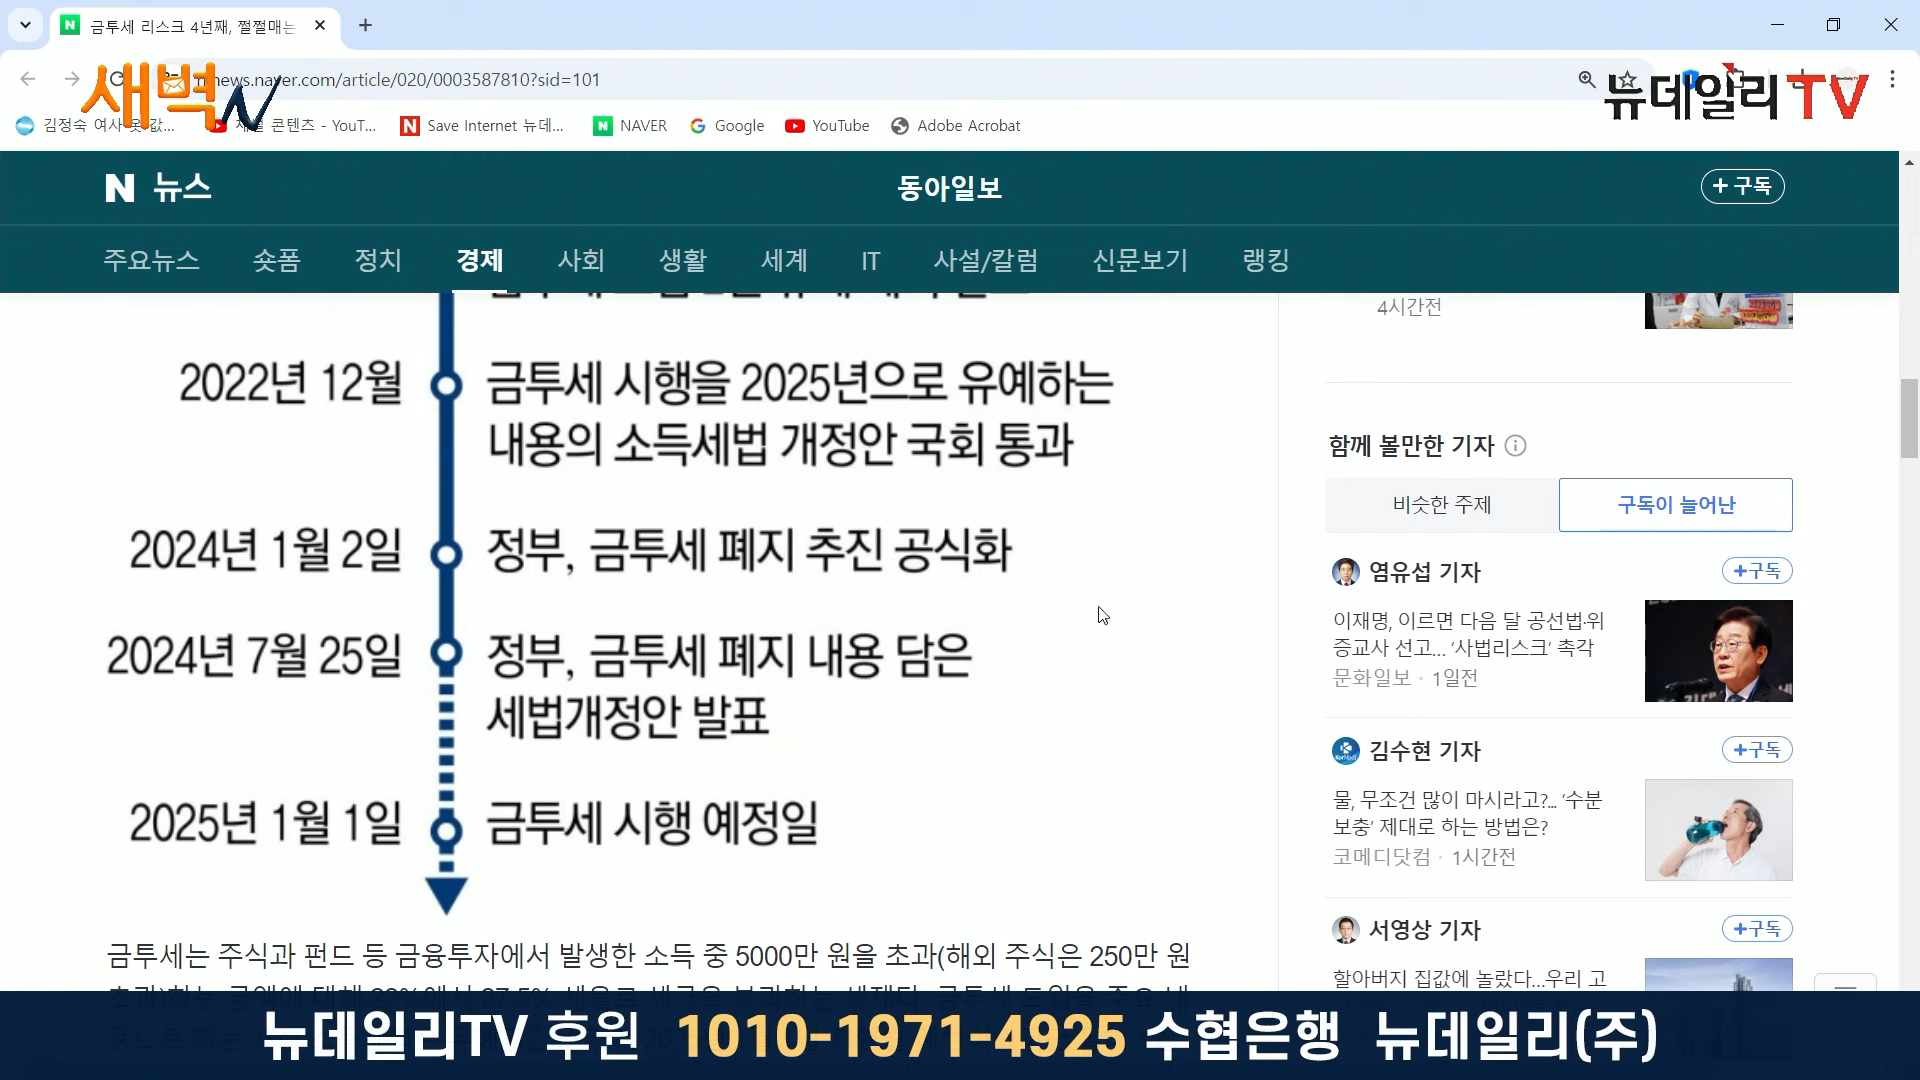 금투세 리스크 4년째, 쩔쩔매는
새벽N
news.naver.com/article/020/0003587810?sid=101
뉴데일리TV
김정숙 여사 옷 값...
콘텐츠 - YouT...
Save Internet 뉴데...
NAVER
Google
YouTube
Adobe Acrobat
N 뉴스
동아일보
+ 구독
주요뉴스
숏폼
정치
경제
사회
생활
세계
IT
사설/칼럼
신문보기
랭킹
2022년 12월
금투세 시행을 2025년으로 유예하는
내용의 소득세법 개정안 국회 통과
2024년 1월 2일
정부, 금투세 폐지 추진 공식화
2024년 7월 25일
정부, 금투세 폐지 내용 담은
세법개정안 발표
2025년 1월 1일
금투세 시행 예정일
금투세는 주식과 펀드 등 금융투자에서 발생한 소득 중 5000만 원을 초과(해외 주식은 250만 원
4시간전
함께 볼만한 기자
비슷한 주제
구독이 늘어난
염유섭 기자
+구독
이재명, 이르면 다음 달 공선법·위
증교사 선고... ‘사법리스크’ 촉각
문화일보 · 1일전
김수현 기자
+구독
물, 무조건 많이 마시라고?... ‘수분
보충’ 제대로 하는 방법은?
코메디닷컴 · 1시간전
서영상 기자
+구독
할아버지 집값에 놀랐다...우리 고
뉴데일리TV 후원 1010-1971-4925 수협은행 뉴데일리(주)